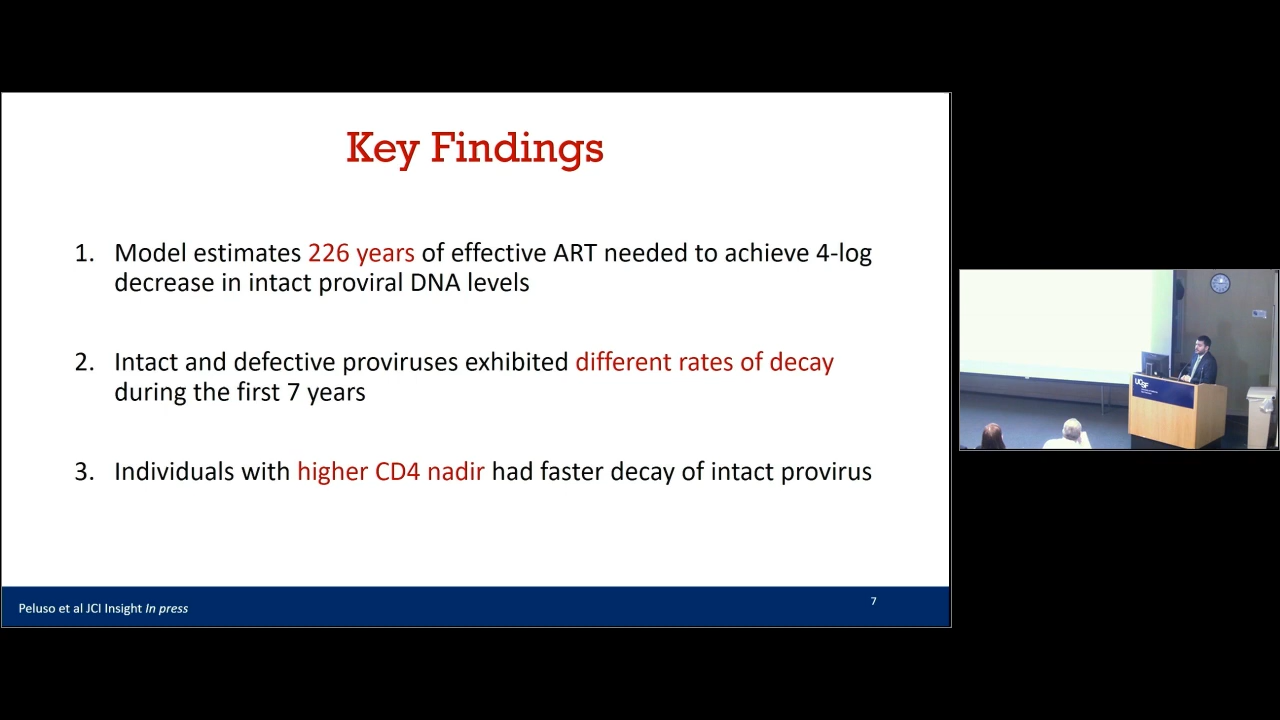 Key Findings
1. Model estimates 226 years of effective ART needed to achieve 4-log
decrease in intact proviral DNA levels
2. Intact and defective proviruses exhibited different rates of decay
during the first 7 years
3. Individuals with higher CD4 nadir had faster decay of intact provirus
Peluso et al JCI Insight In press
7
UCSF